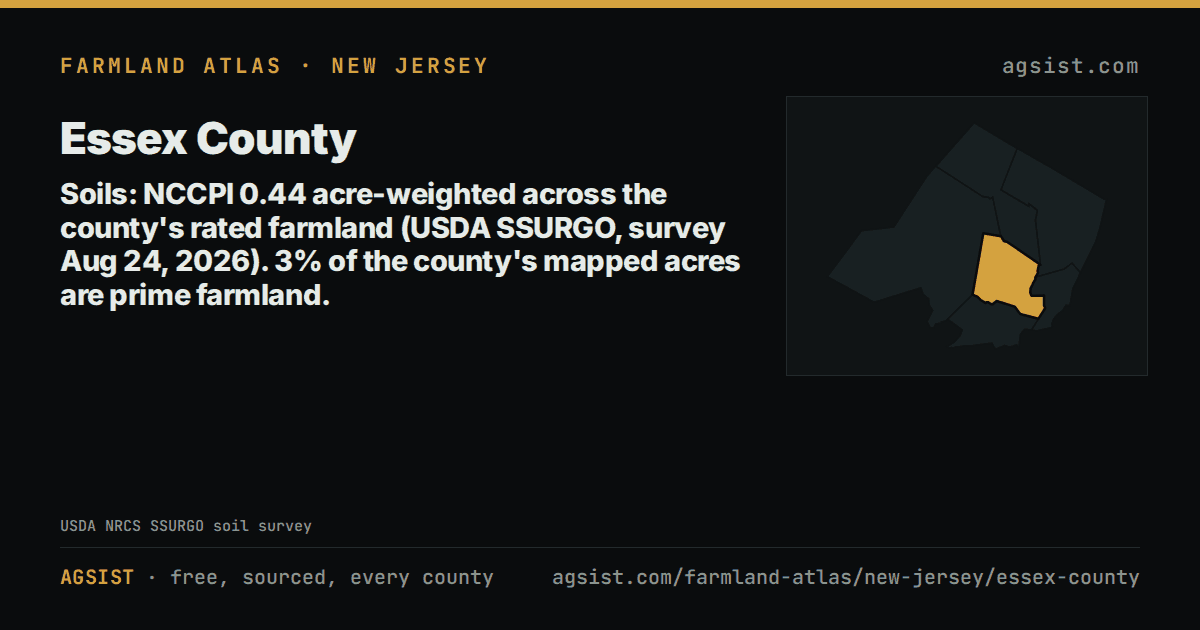 FARMLAND ATLAS · NEW JERSEY
agsist.com
Essex County
Soils: NCCPI 0.44 acre-weighted across the
county's rated farmland (USDA SSURGO, survey
Aug 24, 2026). 3% of the county's mapped acres
are prime farmland.
USDA NRCS SSURGO soil survey
AGSIST · free, sourced, every county
agsist.com/farmland-atlas/new-jersey/essex-county